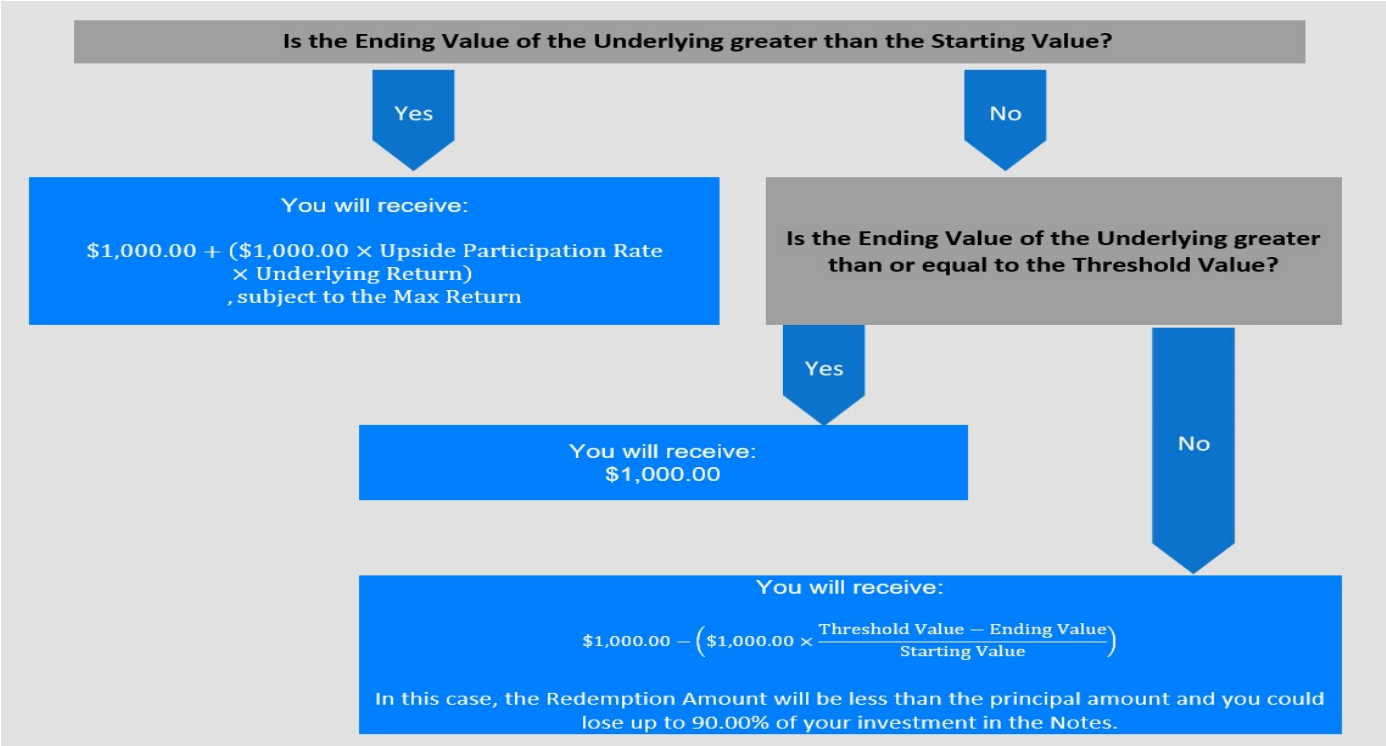 Is the Ending Value of the Underlying greater than the Starting Value?
Yes
No
You will receive:
$1,000.00 + ($1,000.00 × Upside Participation Rate
× Underlying Return)
, subject to the Max Return
Is the Ending Value of the Underlying greater
than or equal to the Threshold Value?
Yes
No
You will receive:
$1,000.00
You will receive:
$1,000.00 − ($1,000.00 × (Threshold Value − Ending Value) / Starting Value)
In this case, the Redemption Amount will be less than the principal amount and you could
lose up to 90.00% of your investment in the Notes.